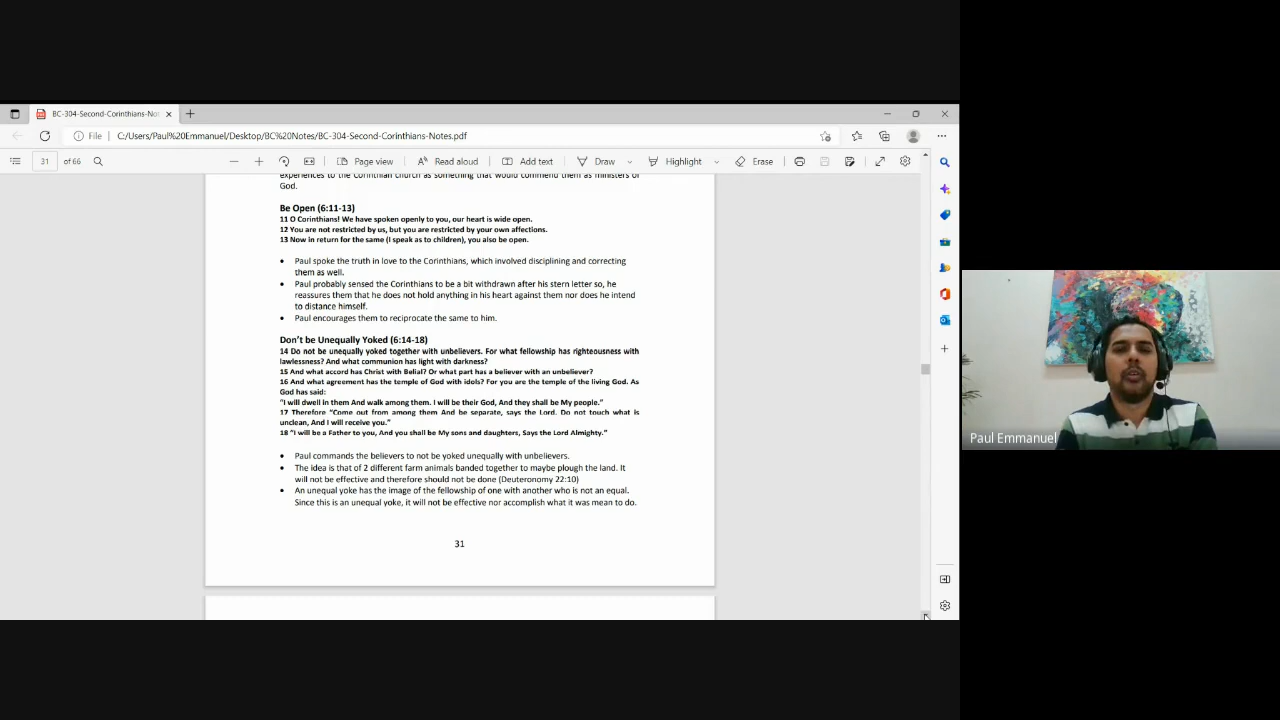 BC-304-Second-Corinthians-No
File
C:/Users/Paul%20Emmanuel/Desktop/BC%20Notes/BC-304-Second-Corinthians-Notes.pdf
31 of 66
Page view
Read aloud
Add text
Draw
Highlight
Erase
experiences to the Corinthian church as something that would commend them as ministers of
God.
Be Open (6:11-13)
11 O Corinthians! We have spoken openly to you, our heart is wide open.
12 You are not restricted by us, but you are restricted by your own affections.
13 Now in return for the same (I speak as to children), you also be open.
• Paul spoke the truth in love to the Corinthians, which involved disciplining and correcting
them as well.
• Paul probably sensed the Corinthians to be a bit withdrawn after his stern letter so, he
reassures them that he does not hold anything in his heart against them nor does he intend
to distance himself.
• Paul encourages them to reciprocate the same to him.
Don't be Unequally Yoked (6:14-18)
14 Do not be unequally yoked together with unbelievers. For what fellowship has righteousness with
lawlessness? And what communion has light with darkness?
15 And what accord has Christ with Belial? Or what part has a believer with an unbeliever?
16 And what agreement has the temple of God with idols? For you are the temple of the living God. As
God has said:
"I will dwell in them And walk among them. I will be their God, And they shall be My people."
17 Therefore "Come out from among them And be separate, says the Lord. Do not touch what is
unclean, And I will receive you."
18 "I will be a Father to you, And you shall be My sons and daughters, Says the Lord Almighty."
• Paul commands the believers to not be yoked unequally with unbelievers.
• The idea is that of 2 different farm animals banded together to maybe plough the land. It
will not be effective and therefore should not be done (Deuteronomy 22:10)
• An unequal yoke has the image of the fellowship of one with another who is not an equal.
Since this is an unequal yoke, it will not be effective nor accomplish what it was mean to do.
31
Paul Emmanuel